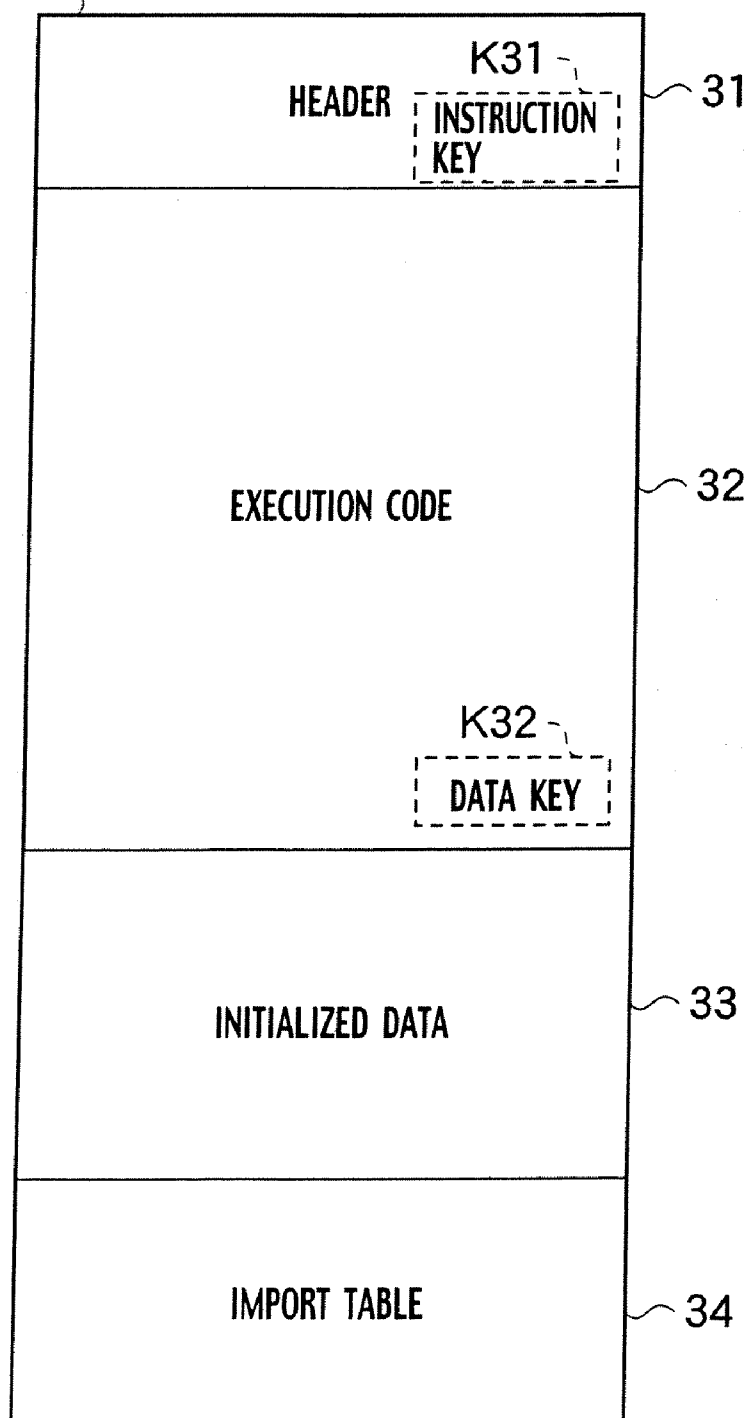 K31
HEADER
31
INSTRUCTION
KEY
EXECUTION CODE
32
K32
DATA KEY
INITIALIZED DATA
33
IMPORT TABLE
34